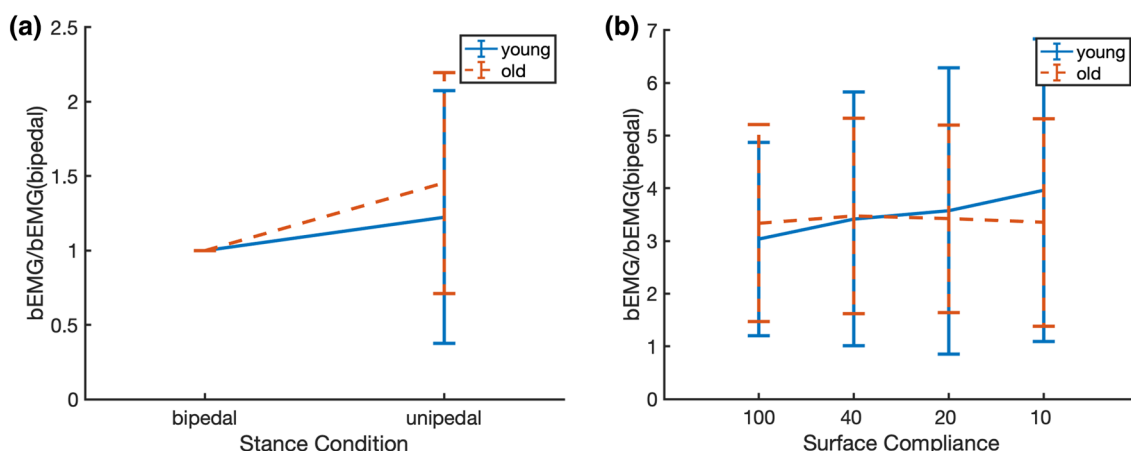 (a)
2.5
2
1.5
1
0.5
0
bEMG/bEMG(bipedal)
young
old
bipedal unipedal
Stance Condition
(b)
7
6
5
4
3
2
1
0
bEMG/bEMG(bipedal)
young
old
100 40 20 10
Surface Compliance